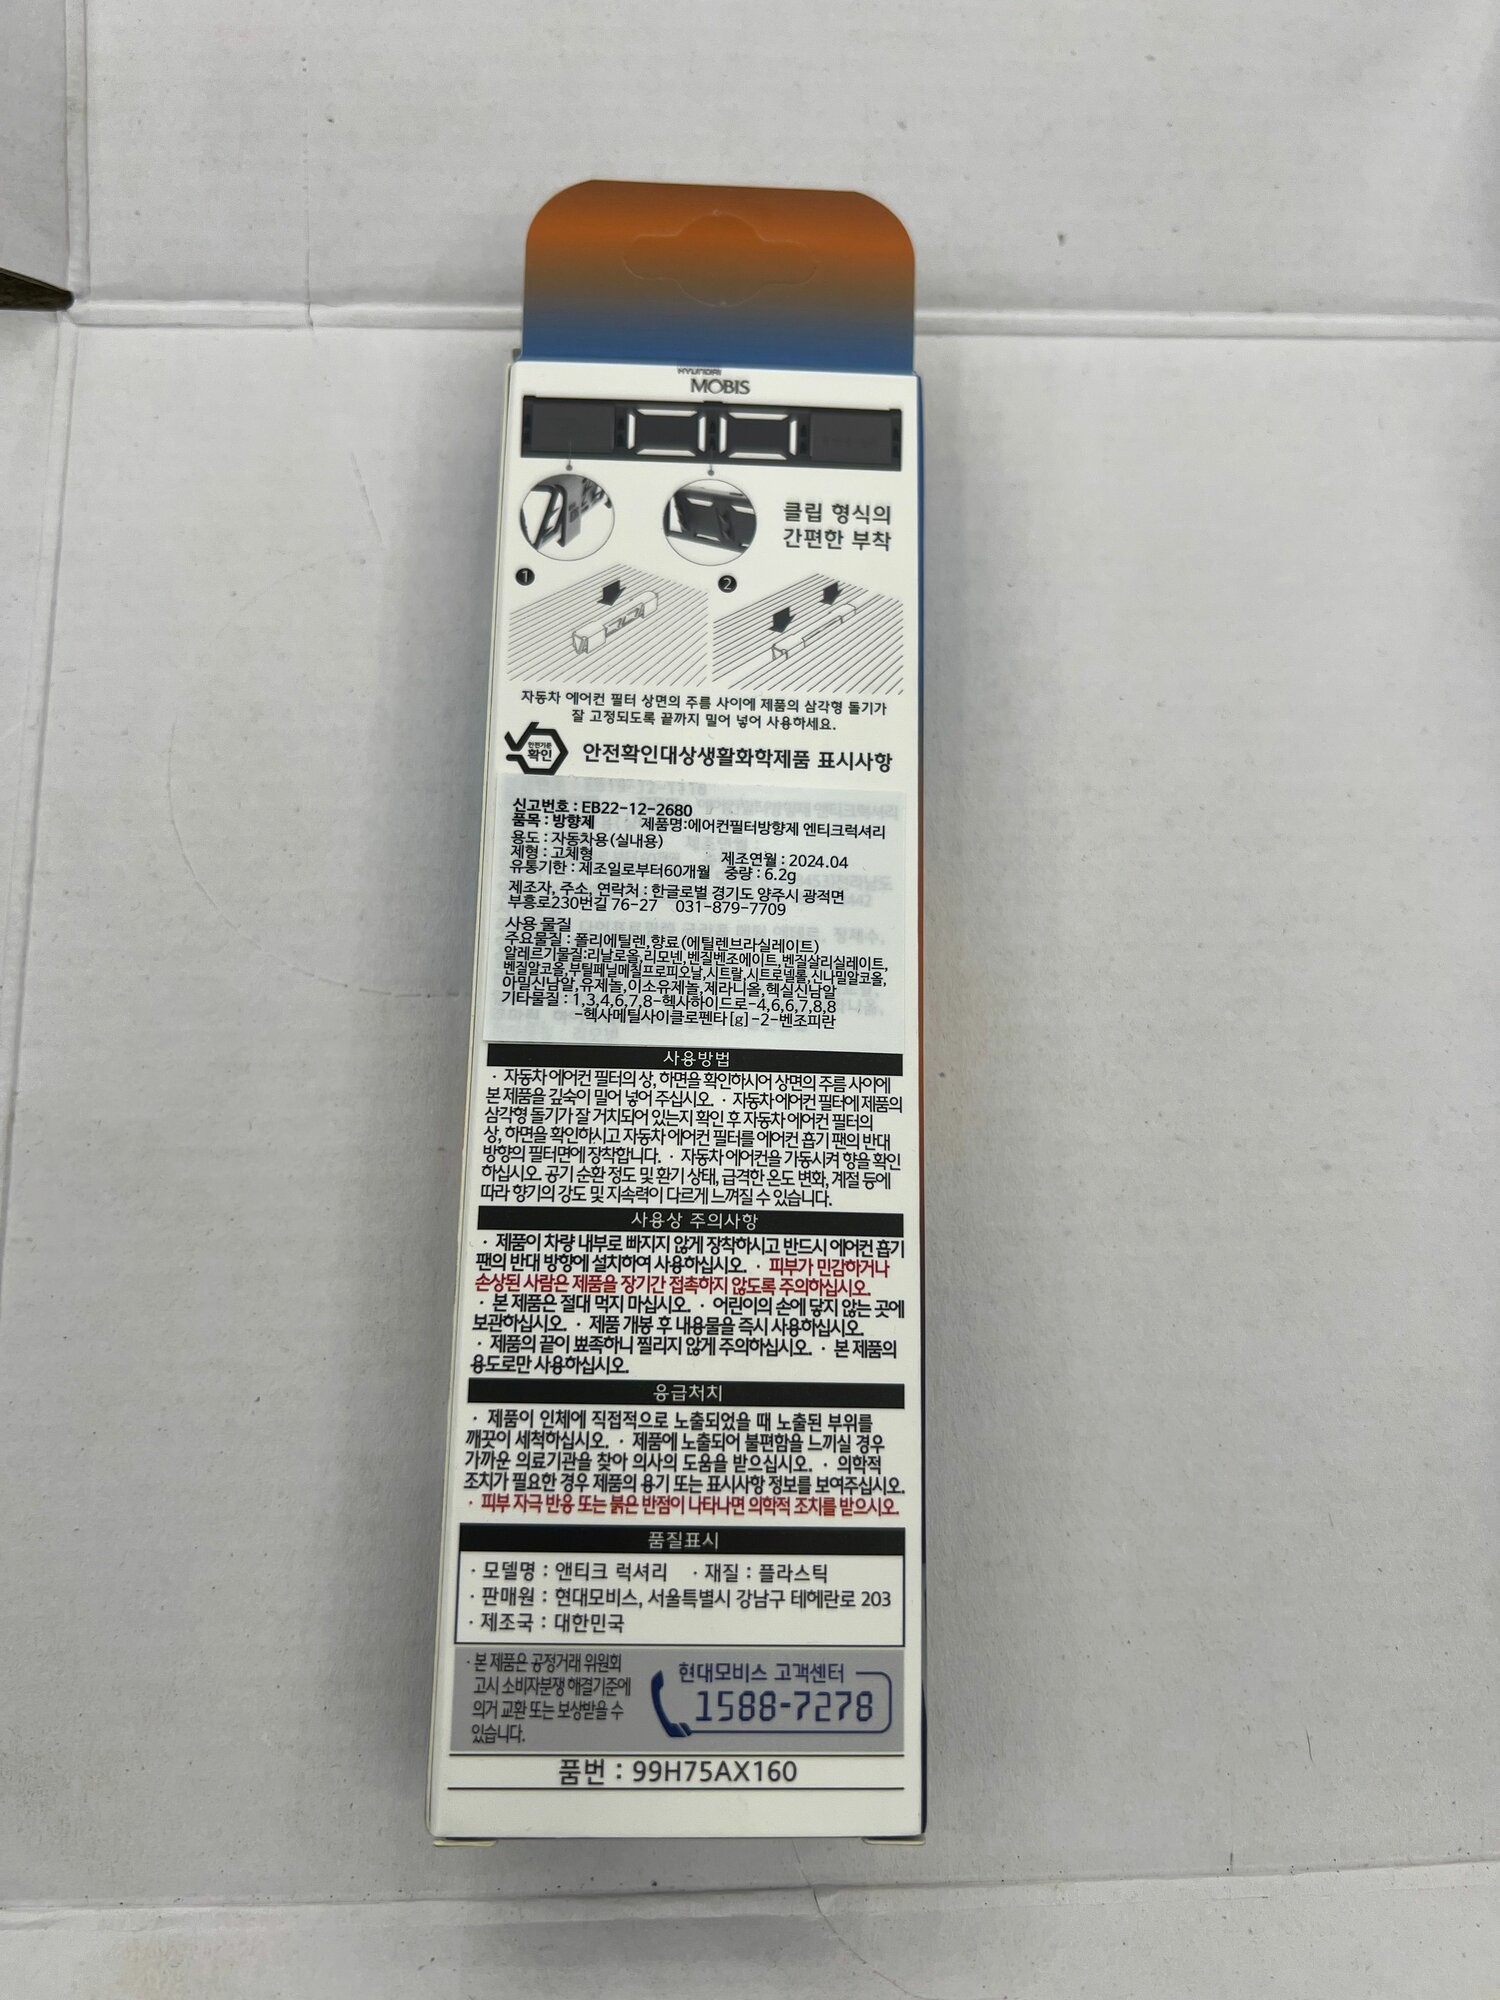 HYUNDAI
MOBIS
클립 형식의
간편한 부착
1
2
자동차 에어컨 필터 상면의 주름 사이에 제품의 삼각형 돌기가
잘 고정되도록 끝까지 밀어 넣어 사용하세요.
안전기준
확인
안전확인대상생활화학제품 표시사항
신고번호 : EB22-12-2680
품목 : 방향제 제품명:에어컨필터방향제 엔티크럭셔리
용도 : 자동차용(실내용)
제형 : 고체형 제조연월 : 2024.04
유통기한 : 제조일로부터60개월 중량 : 6.2g
제조자, 주소, 연락처 : 한글로벌 경기도 양주시 광적면
부흥로230번길 76-27 031-879-7709
사용 물질
주요물질 : 폴리에틸렌,향료(에틸렌브라실레이트)
알레르기물질:리날로올,리모넨,벤질벤조에이트,벤질살리실레이트,
벤질알코올,부틸페닐메칠프로피오날,시트랄,시트로넬롤,신나밀알코올,
아밀신남알,유제놀,이소유제놀,제라니올,헥실신남알
기타물질 : 1,3,4,6,7,8-헥사하이드로-4,6,6,7,8,8
-헥사메틸사이클로펜타[g]-2-벤조피란
사용방법
· 자동차 에어컨 필터의 상, 하면을 확인하시어 상면의 주름 사이에
본 제품을 깊숙이 밀어 넣어 주십시오. · 자동차 에어컨 필터에 제품의
삼각형 돌기가 잘 거치되어 있는지 확인 후 자동차 에어컨 필터의
상, 하면을 확인하시고 자동차 에어컨 필터를 에어컨 흡기 팬의 반대
방향의 필터면에 장착합니다. · 자동차 에어컨을 가동시켜 향을 확인
하십시오. 공기 순환 정도 및 환기 상태, 급격한 온도 변화, 계절 등에
따라 향기의 강도 및 지속력이 다르게 느껴질 수 있습니다.
사용상 주의사항
· 제품이 차량 내부로 빠지지 않게 장착하시고 반드시 에어컨 흡기
팬의 반대 방향에 설치하여 사용하십시오. · 피부가 민감하거나
손상된 사람은 제품을 장기간 접촉하지 않도록 주의하십시오.
· 본 제품은 절대 먹지 마십시오. · 어린이의 손에 닿지 않는 곳에
보관하십시오. · 제품 개봉 후 내용물을 즉시 사용하십시오.
· 제품의 끝이 뾰족하니 찔리지 않게 주의하십시오. · 본 제품의
용도로만 사용하십시오.
응급처치
· 제품이 인체에 직접적으로 노출되었을 때 노출된 부위를
깨끗이 세척하십시오. · 제품에 노출되어 불편함을 느끼실 경우
가까운 의료기관을 찾아 의사의 도움을 받으십시오. · 의학적
조치가 필요한 경우 제품의 용기 또는 표시사항 정보를 보여주십시오.
· 피부 자극 반응 또는 붉은 반점이 나타나면 의학적 조치를 받으시오.
품질표시
· 모델명 : 앤티크 럭셔리 · 재질 : 플라스틱
· 판매원 : 현대모비스, 서울특별시 강남구 테헤란로 203
· 제조국 : 대한민국
· 본 제품은 공정거래 위원회
고시 소비자분쟁 해결기준에
의거 교환 또는 보상받을 수
있습니다.
현대모비스 고객센터
1588-7278
품번 : 99H75AX160